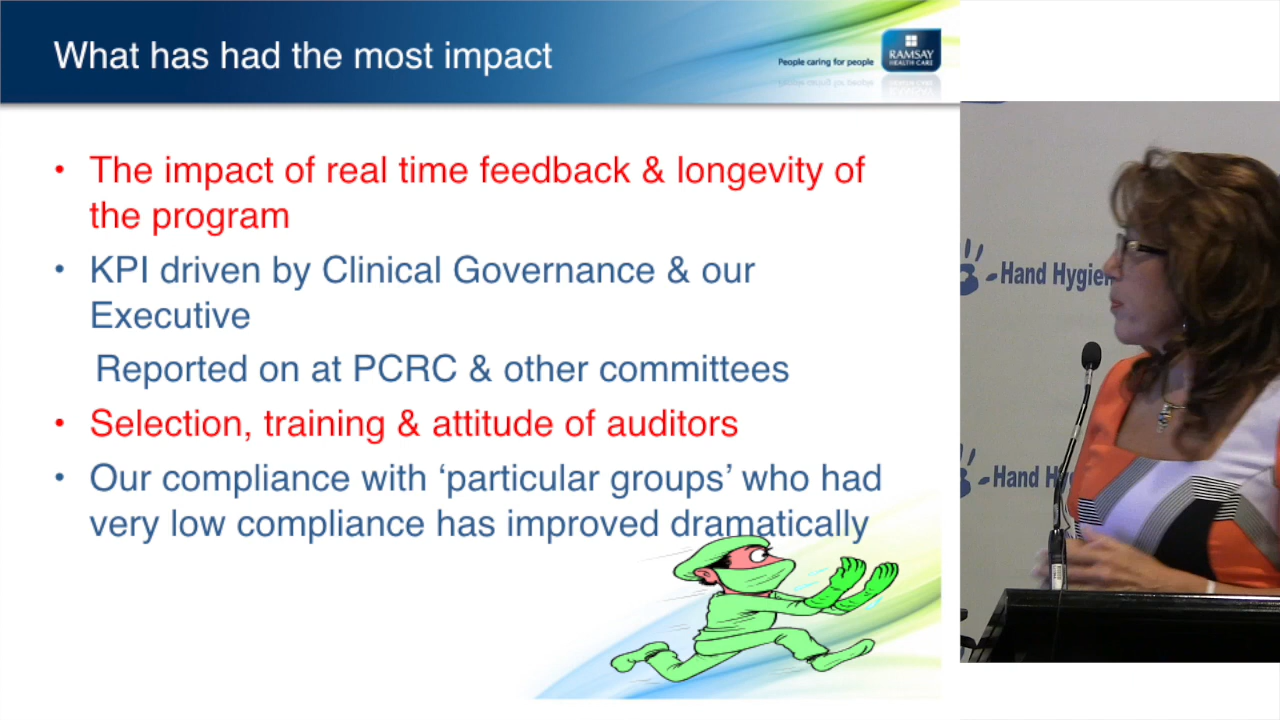 What has had the most impact
People caring for people
RAMSAY
HEALTH CARE
• The impact of real time feedback & longevity of
the program
• KPI driven by Clinical Governance & our
Executive
Reported on at PCRC & other committees
• Selection, training & attitude of auditors
• Our compliance with ‘particular groups’ who had
very low compliance has improved dramatically
Hand Hygien
Hand Hy